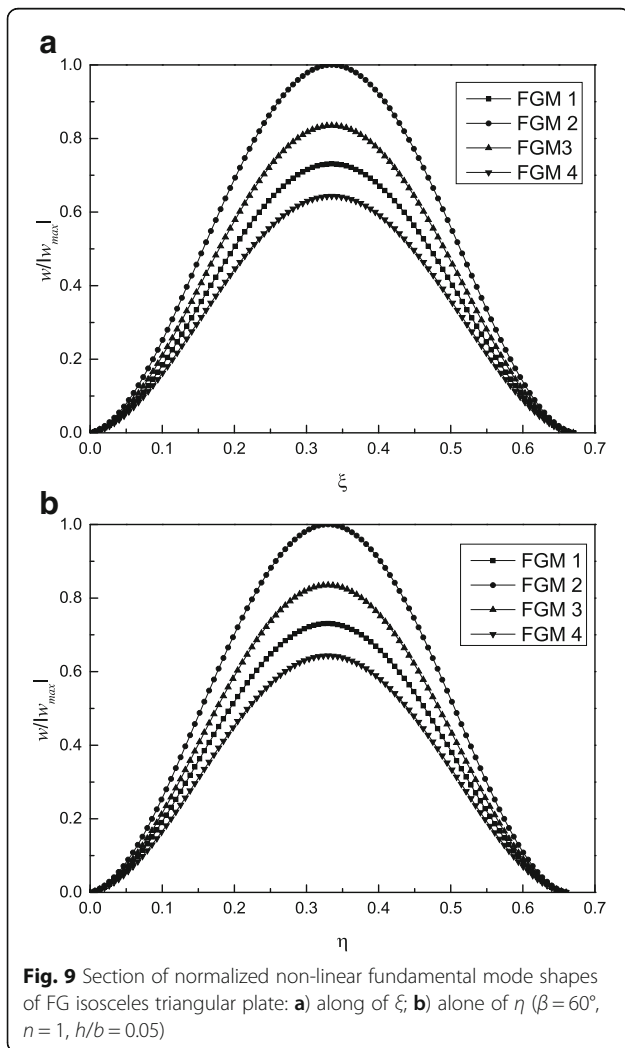 a
1.0
0.8
0.6
0.4
0.2
0.0
w/|w_max|
FGM 1
FGM 2
FGM3
FGM 4
0.0 0.1 0.2 0.3 0.4 0.5 0.6 0.7
ξ
b
1.0
0.8
0.6
0.4
0.2
0.0
w/|w_max|
FGM 1
FGM 2
FGM 3
FGM 4
0.0 0.1 0.2 0.3 0.4 0.5 0.6 0.7
η
Fig. 9 Section of normalized non-linear fundamental mode shapes
of FG isosceles triangular plate: a) along of ξ; b) alone of η (β = 60°,
n = 1, h/b = 0.05)